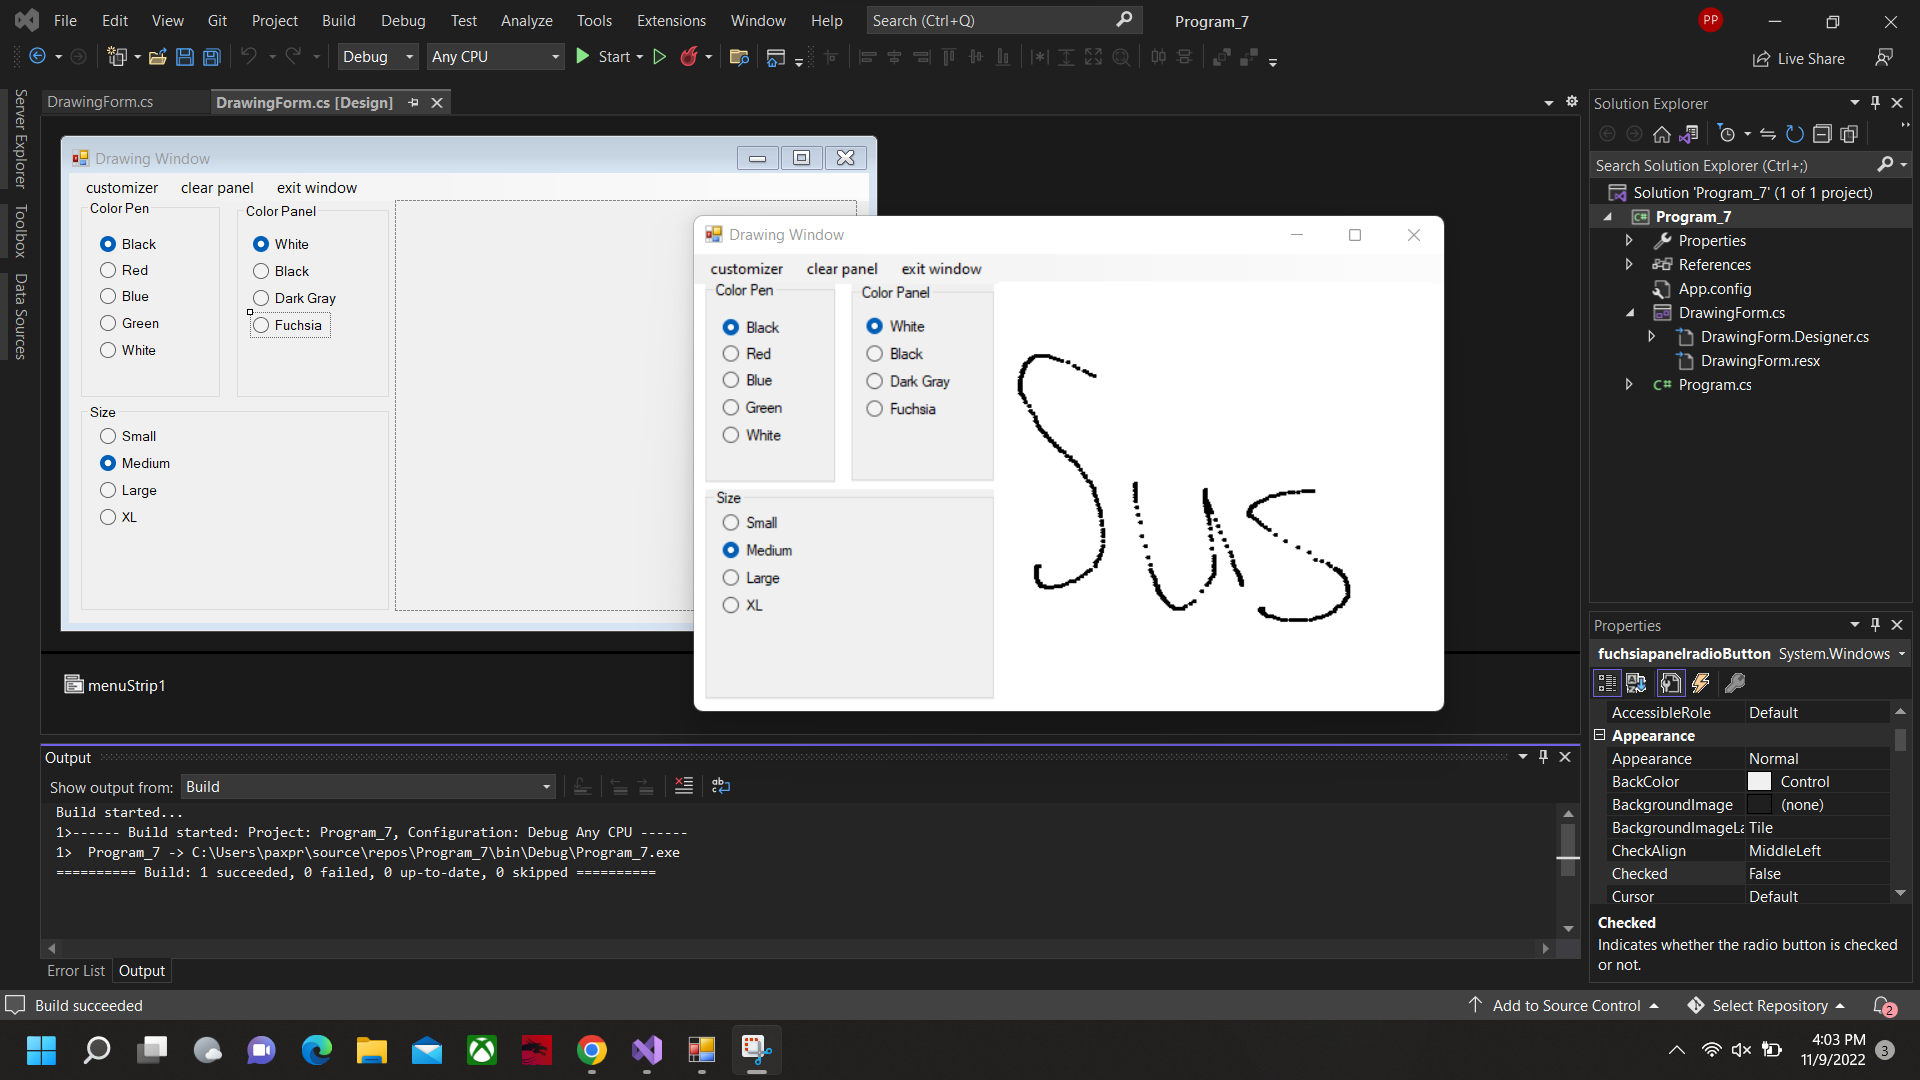 File Edit View Git Project Build Debug Test Analyze Tools Extensions Window Help Search (Ctrl+Q) Program_7 PP
Debug Any CPU Start Live Share
Server Explorer
Toolbox
Data Sources
DrawingForm.cs DrawingForm.cs [Design]
Drawing Window
customizer clear panel exit window
Color Pen Color Panel
Black White
Red Black
Blue Dark Gray
Green Fuchsia
White
Size
Small
Medium
Large
XL
Drawing Window
customizer clear panel exit window
Color Pen Color Panel
Black White
Red Black
Blue Dark Gray
Green Fuchsia
White
Size
Small
Medium
Large
XL
Sus
menuStrip1
Output
Show output from: Build
Build started...
1>------ Build started: Project: Program_7, Configuration: Debug Any CPU ------
1>  Program_7 -> C:\Users\paxpr\source\repos\Program_7\bin\Debug\Program_7.exe
========== Build: 1 succeeded, 0 failed, 0 up-to-date, 0 skipped ==========
Error List Output
Solution Explorer
Search Solution Explorer (Ctrl+;)
Solution 'Program_7' (1 of 1 project)
C# Program_7
Properties
References
App.config
DrawingForm.cs
DrawingForm.Designer.cs
DrawingForm.resx
C# Program.cs
Properties
fuchsiapanelradioButton System.Windows
AccessibleRole Default
Appearance
Appearance Normal
BackColor Control
BackgroundImage (none)
BackgroundImageLa Tile
CheckAlign MiddleLeft
Checked False
Cursor Default
Checked
Indicates whether the radio button is checked
or not.
Build succeeded Add to Source Control Select Repository 2
4:03 PM
11/9/2022 3